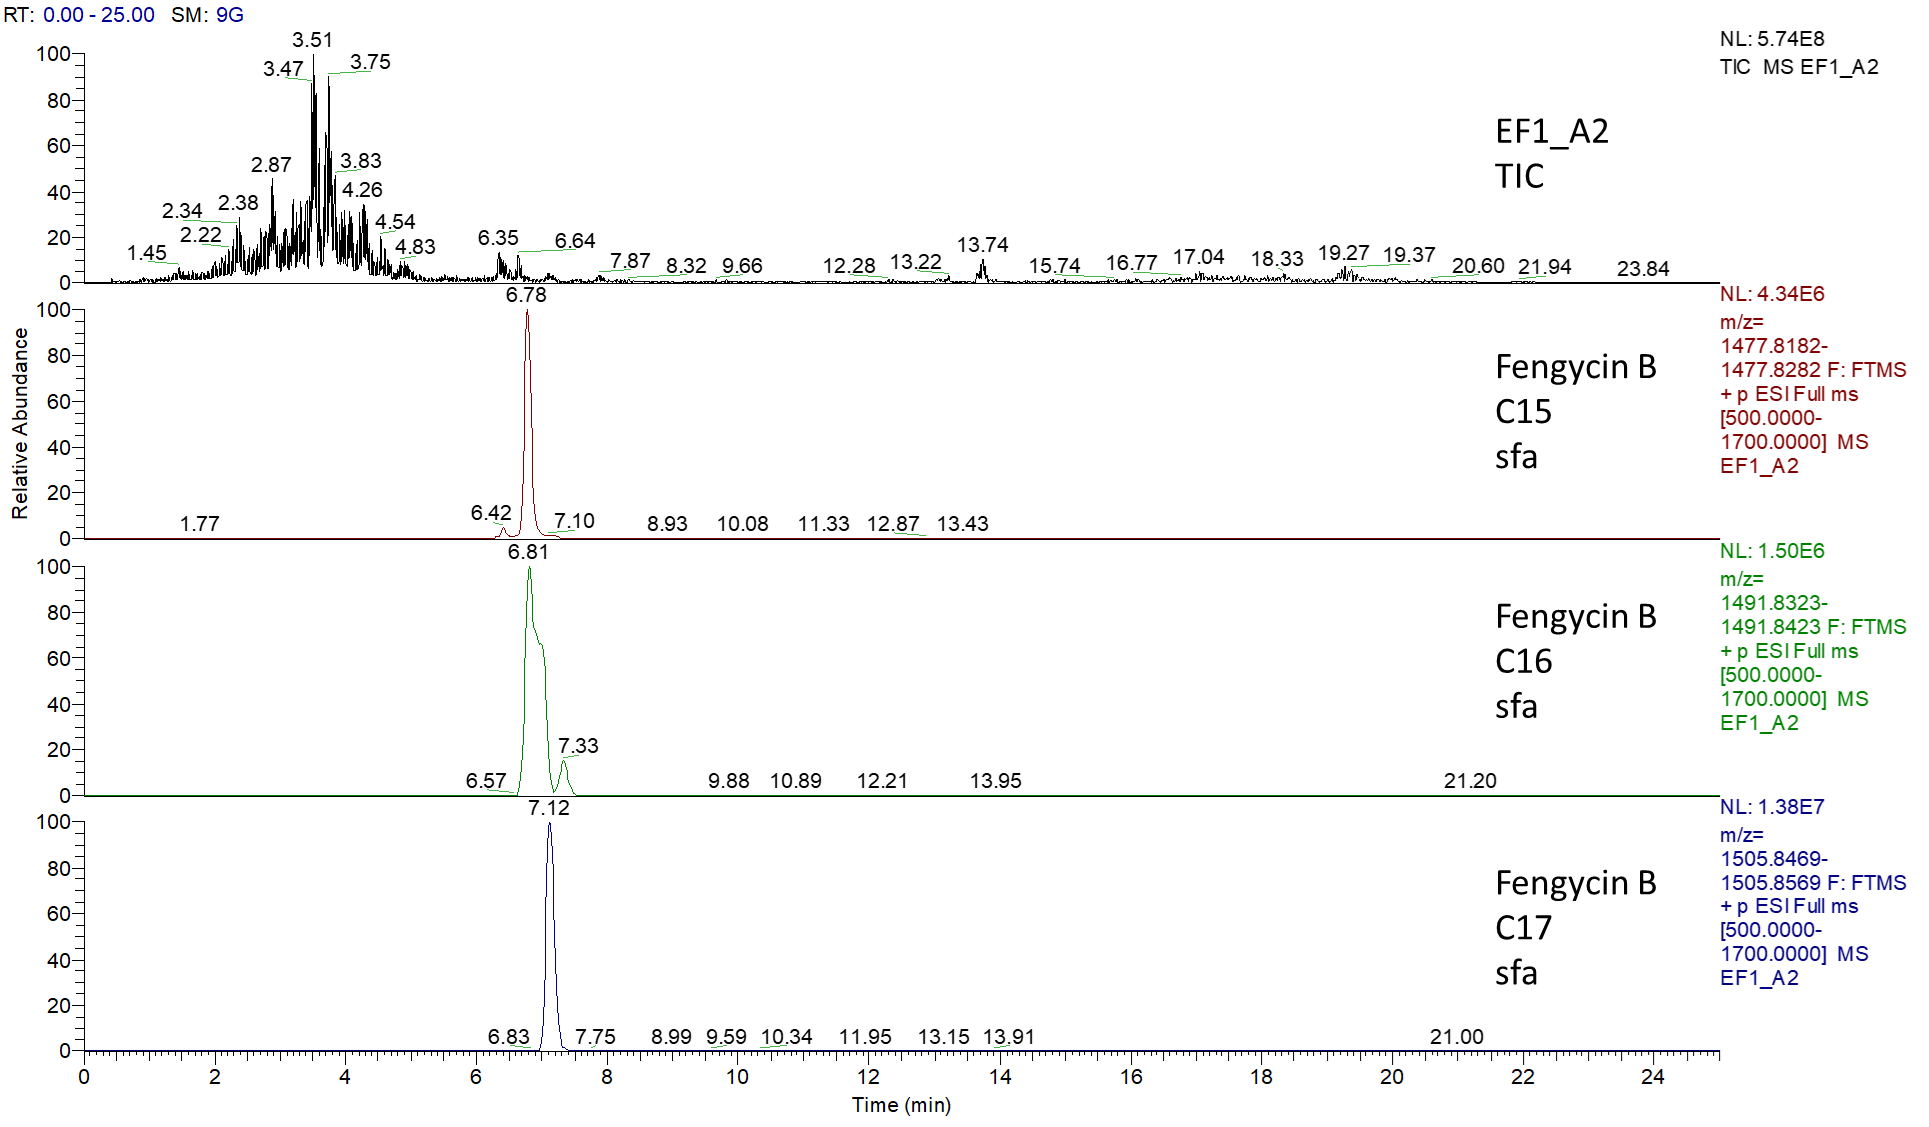 RT: 0.00 - 25.00 SM: 9G
NL: 5.74E8
TIC MS EF1_A2
EF1_A2
TIC
100
80
60
40
20
0
1.45
2.34
2.22
2.38
2.87
3.47
3.51
3.75
3.83
4.26
4.54
4.83
6.35
6.64
7.87
8.32
9.66
12.28
13.22
13.74
15.74
16.77
17.04
18.33
19.27
19.37
20.60
21.94
23.84
Relative Abundance
NL: 4.34E6
m/z=
1477.8182-
1477.8282 F: FTMS
+ p ESI Full ms
[500.0000-
1700.0000] MS
EF1_A2
Fengycin B
C15
sfa
100
80
60
40
20
0
1.77
6.42
6.78
7.10
8.93
10.08
11.33
12.87
13.43
NL: 1.50E6
m/z=
1491.8323-
1491.8423 F: FTMS
+ p ESI Full ms
[500.0000-
1700.0000] MS
EF1_A2
Fengycin B
C16
sfa
100
80
60
40
20
0
6.57
6.81
7.33
9.88
10.89
12.21
13.95
21.20
NL: 1.38E7
m/z=
1505.8469-
1505.8569 F: FTMS
+ p ESI Full ms
[500.0000-
1700.0000] MS
EF1_A2
Fengycin B
C17
sfa
100
80
60
40
20
0
6.83
7.12
7.75
8.99
9.59
10.34
11.95
13.15
13.91
21.00
0 2 4 6 8 10 12 14 16 18 20 22 24
Time (min)